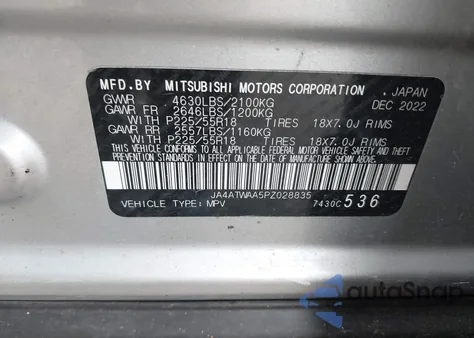 MFD.BY MITSUBISHI MOTORS CORPORATION , JAPAN
GVWR 4630LBS/2100KG DEC 2022
GAWR FR 2646LBS/1200KG
WITH P225/55R18 TIRES 18X7.0J RIMS
GAWR RR 2557LBS/1160KG
WITH P225/55R18 TIRES 18X7.0J RIMS
THIS VEHICLE CONFORMS TO ALL APPLICABLE FEDERAL MOTOR
VEHICLE SAFETY AND THEFT PREVENTION STANDARDS IN EFFECT
ON THE DATE OF MANUFACTURE SHOWN ABOVE.
JA4ATWAA5PZ028835
VEHICLE TYPE: MPV 7430C 536
autoSnap